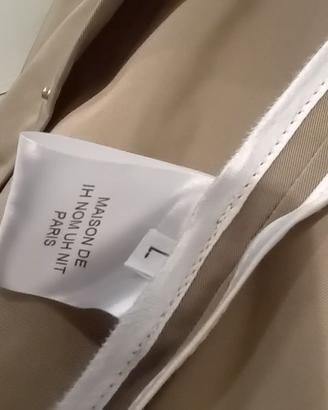 MAISON DE
IH NOM UH NIT
PARIS
L